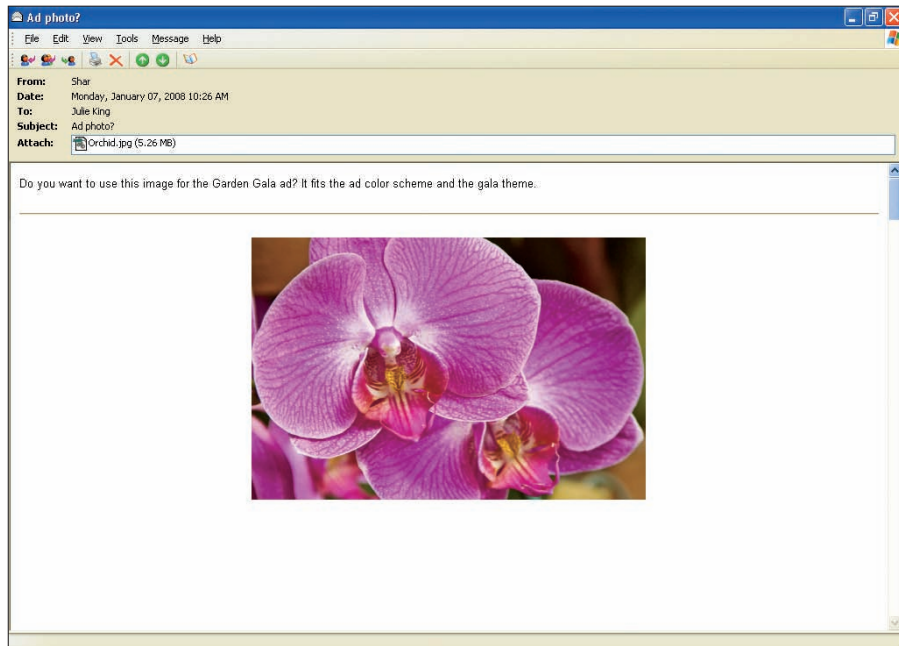 Ad photo?
File Edit View Tools Message Help
From: Shar
Date: Monday, January 07, 2008 10:26 AM
To: Julie King
Subject: Ad photo?
Attach: Orchid.jpg (5.26 MB)
Do you want to use this image for the Garden Gala ad? It fits the ad color scheme and the gala theme.